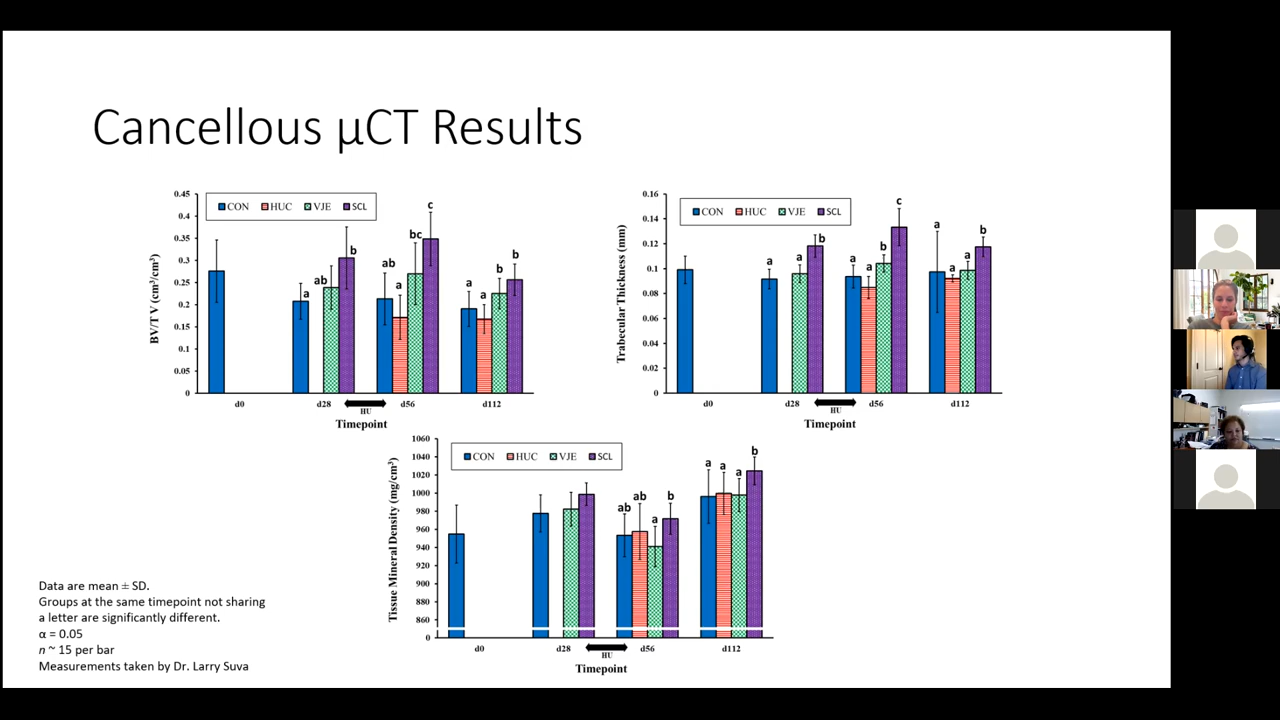 Cancellous µCT Results
0.45
0.4
0.35
0.3
0.25
0.2
0.15
0.1
0.05
0
BV/TV (cm³/cm³)
CON HUC VJE SCL
a ab b
ab a bc c
a a b b
d0 d28 d56 d112
HU
Timepoint
0.16
0.14
0.12
0.1
0.08
0.06
0.04
0.02
0
Trabecular Thickness (mm)
CON HUC VJE SCL
a a b
a a b c
a a a b
d0 d28 d56 d112
HU
Timepoint
1060
1040
1020
1000
980
960
940
920
900
880
860
0
Tissue Mineral Density (mg/cm³)
CON HUC VJE SCL
ab ab a b
a a a b
d0 d28 d56 d112
HU
Timepoint
Data are mean ± SD.
Groups at the same timepoint not sharing
a letter are significantly different.
α = 0.05
n ~ 15 per bar
Measurements taken by Dr. Larry Suva